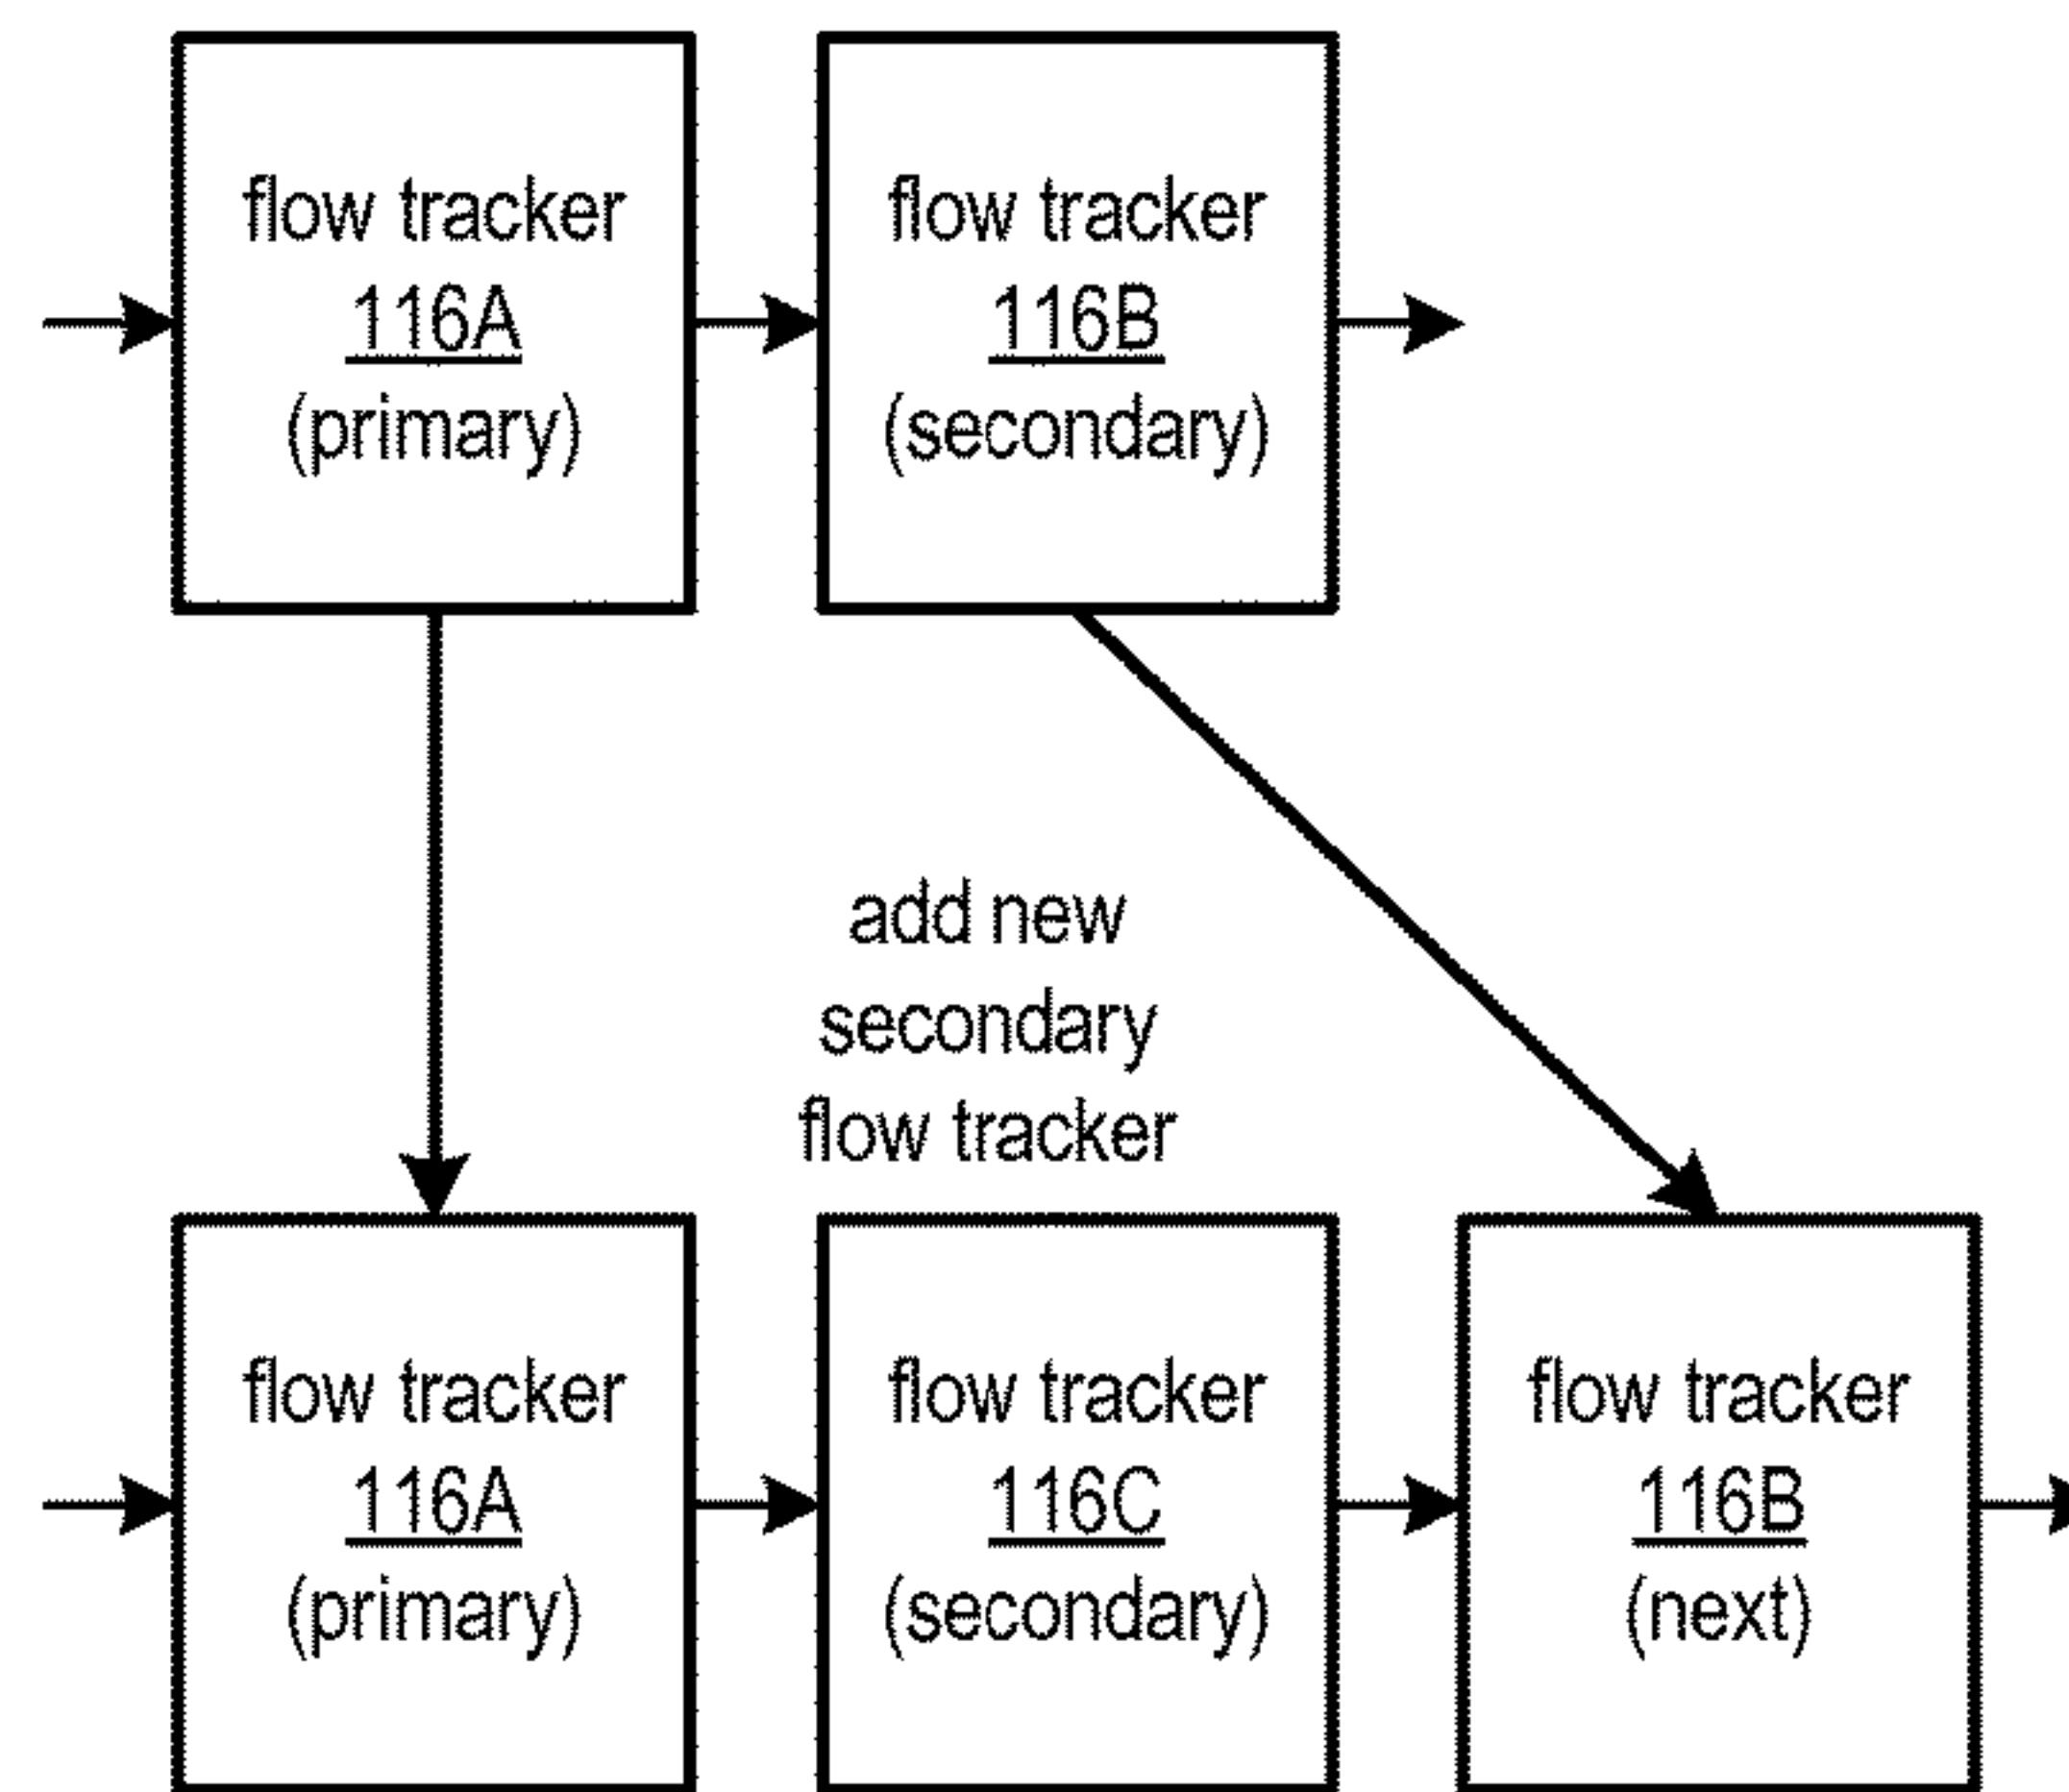 flow tracker
116A
(primary)
flow tracker
116B
(secondary)
add new
secondary
flow tracker
flow tracker
116A
(primary)
flow tracker
116C
(secondary)
flow tracker
116B
(next)